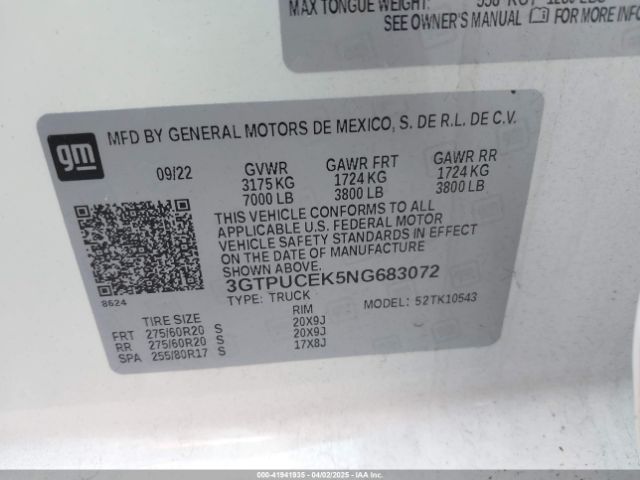 MAX TONGUE WEIGHT:
SEE OWNER'S MANUAL FOR MORE INFO
gm
MFD BY GENERAL MOTORS DE MEXICO, S. DE R.L. DE C.V.
09/22 GVWR GAWR FRT GAWR RR
3175 KG 1724 KG 1724 KG
7000 LB 3800 LB 3800 LB
THIS VEHICLE CONFORMS TO ALL
APPLICABLE U.S. FEDERAL MOTOR
VEHICLE SAFETY STANDARDS IN EFFECT
ON THE DATE OF MANUFACTURE
SHOWN ABOVE.
3GTPUCEK5NG683072
8624
TYPE: TRUCK MODEL: 52TK10543
TIRE SIZE RIM
FRT 275/60R20 S 20X9J
RR 275/60R20 S 20X9J
SPA 255/80R17 S 17X8J
000-41941935 - 04/02/2025 - IAAI.com